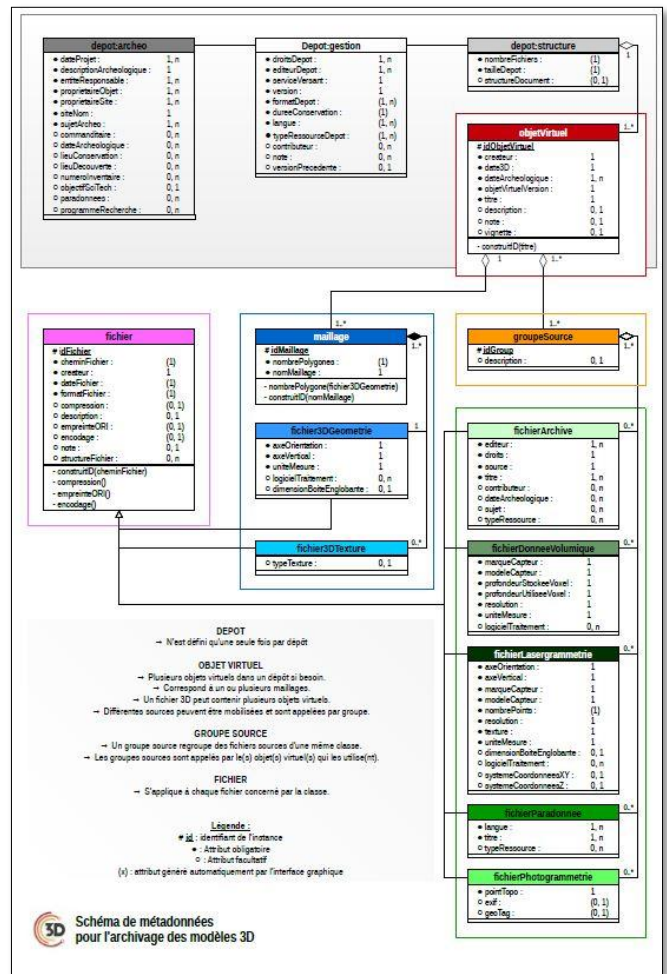 depot:archeo
● dateProjet : 1, n
● descriptionArcheologique : 1
● entiteResponsable : 1, n
● proprietaireObjet : 1, n
● proprietaireSite : 1, n
● siteNom : 1
● sujetArcheo : 1, n
○ commanditaire : 0, n
○ dateArcheologique : 0, n
○ lieuConservation : 0, n
○ lieuDecouverte : 0, n
○ numeroInventaire : 0, n
○ objectifSciTech : 0, 1
○ paradonnees : 0, n
○ programmeRecherche : 0, n
Depot:gestion
● droitsDepot : 1, n
● editeurDepot : 1, n
● serviceVersant : 1
● version : 1
● formatDepot : (1, n)
● dureeConservation : (1)
● langue : (1, n)
● typeRessourceDepot : (1, n)
○ contributeur : 0, n
○ note : 0, n
○ versionPrecedente : 0, 1
depot:structure
● nombreFichiers : (1)
● tailleDepot : (1)
○ structureDocument : (0, 1)
1
1..*
objetVirtuel
# idObjetVirtuel
● createur : 1
● date3D : 1
● dateArcheologique : 1, n
● objetVirtuelVersion : 1
● titre : 1
○ description : 0, 1
○ note : 0, 1
○ vignette : 0, 1
- construitID(titre)
1
1..*
1..*
1..*
fichier
# idFichier
● cheminFichier : (1)
● createur : 1
● dateFichier : (1)
● formatFichier : (1)
○ compression : (0, 1)
○ description : 0, 1
○ empreinteORI : (0, 1)
○ encodage : (0, 1)
○ note : 0, 1
○ structureFichier : 0, n
- construitID(cheminFichier)
- compression()
- empreinteORI()
- encodage()
maillage
# idMaillage
● nombrePolygones : (1)
● nomMaillage : 1
- nombrePolygone(fichier3DGeometrie)
- construitID(nomMaillage)
1..*
groupeSource
# idGroup
○ description : 0, 1
1..*
fichier3DGeometrie
● axeOrientation : 1
● axeVertical : 1
● uniteMesure : 1
○ logicielTraitement : 0, n
○ dimensionBoiteEnglobante : 0, 1
1
fichier3DTexture
○ typeTexture : 0, 1
0..*
fichierArchive
● editeur : 1, n
● droits : 1
● source : 1
● titre : 1, n
○ contributeur : 0, n
○ dateArcheologique : 0, n
○ sujet : 0, n
○ typeRessource : 0, n
0..*
fichierDonneeVolumique
● marqueCapteur : 1
● modeleCapteur : 1
● profondeurStockeeVoxel : 1
● profondeurUtiliseeVoxel : 1
● resolution : 1
● uniteMesure : 1
○ logicielTraitement : 0, n
0..*
fichierLasergrammetrie
● axeOrientation : 1
● axeVertical : 1
● marqueCapteur : 1
● modeleCapteur : 1
● nombrePoints : (1)
● resolution : 1
● texture : 1
● uniteMesure : 1
○ dimensionBoiteEnglobante : 0, 1
○ logicielTraitement : 0, n
○ systemeCoordonneesXY : 0, 1
○ systemeCoordonneesZ : 0, 1
0..*
fichierParadonnee
● langue : 1, n
● titre : 1, n
○ typeRessource : 0, n
0..*
fichierPhotogrammetrie
● pointTopo : 1
○ exif : (0, 1)
○ geoTag : (0, 1)
0..*
DEPOT
→ N'est défini qu'une seule fois par dépôt
OBJET VIRTUEL
→ Plusieurs objets virtuels dans un dépôt si besoin.
→ Correspond à un ou plusieurs maillages.
→ Un fichier 3D peut contenir plusieurs objets virtuels.
→ Différentes sources peuvent être mobilisées et sont appelées par groupe.
GROUPE SOURCE
→ Un groupe source regroupe des fichiers sources d'une même classe.
→ Les groupes sources sont appelés par le(s) objet(s) virtuel(s) qui les utilise(nt).
FICHIER
→ S'applique à chaque fichier concerné par la classe.
Légende :
# id : identifiant de l'instance
● : Attribut obligatoire
○ : Attribut facultatif
(x) : attribut généré automatiquement par l'interface graphique
3D
Schéma de métadonnées
pour l'archivage des modèles 3D